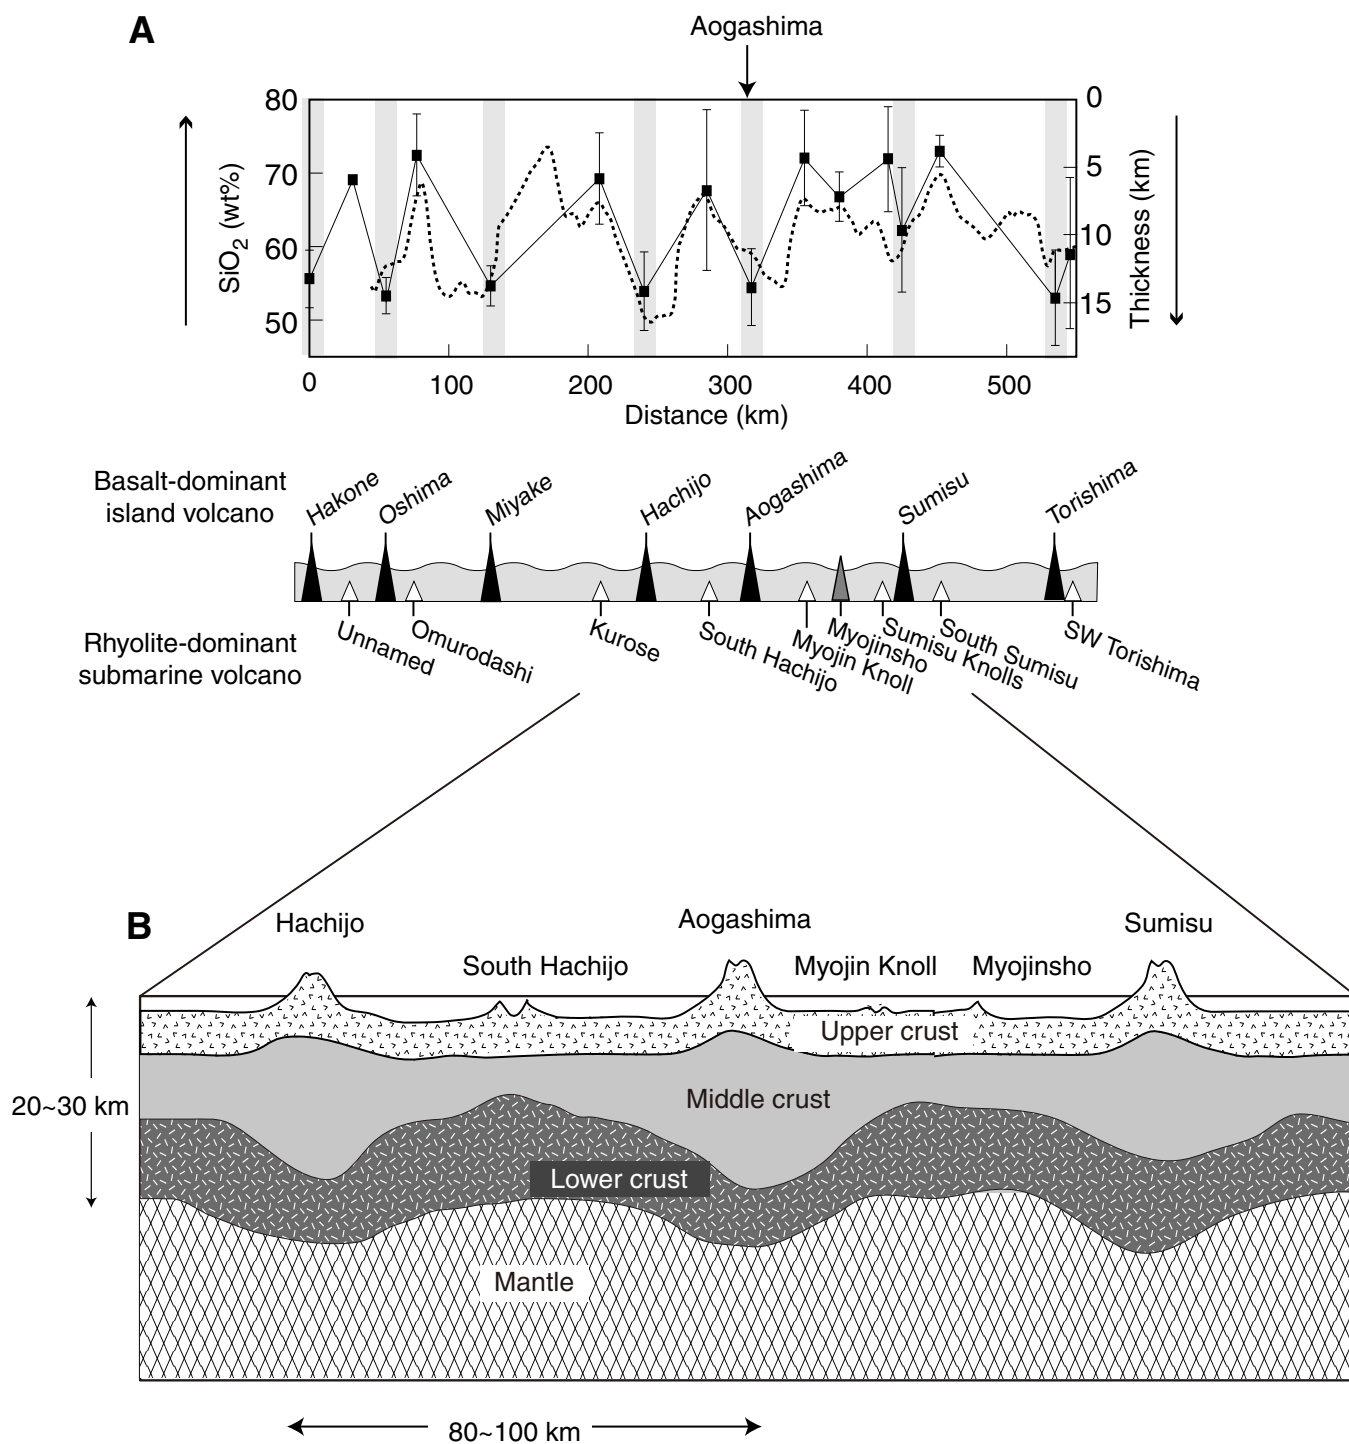 A
Aogashima
80
70
60
50
SiO2 (wt%)
0
5
10
15
Thickness (km)
0
100
200
300
400
500
Distance (km)
Basalt-dominant
island volcano
Hakone
Oshima
Miyake
Hachijo
Aogashima
Sumisu
Torishima
Rhyolite-dominant
submarine volcano
Unnamed
Omurodashi
Kurose
South Hachijo
Myojin Knoll
Myojinsho
Sumisu Knolls
South Sumisu
SW Torishima
B
Hachijo
Aogashima
Sumisu
South Hachijo
Myojin Knoll
Myojinsho
Upper crust
Middle crust
20~30 km
Lower crust
Mantle
80~100 km